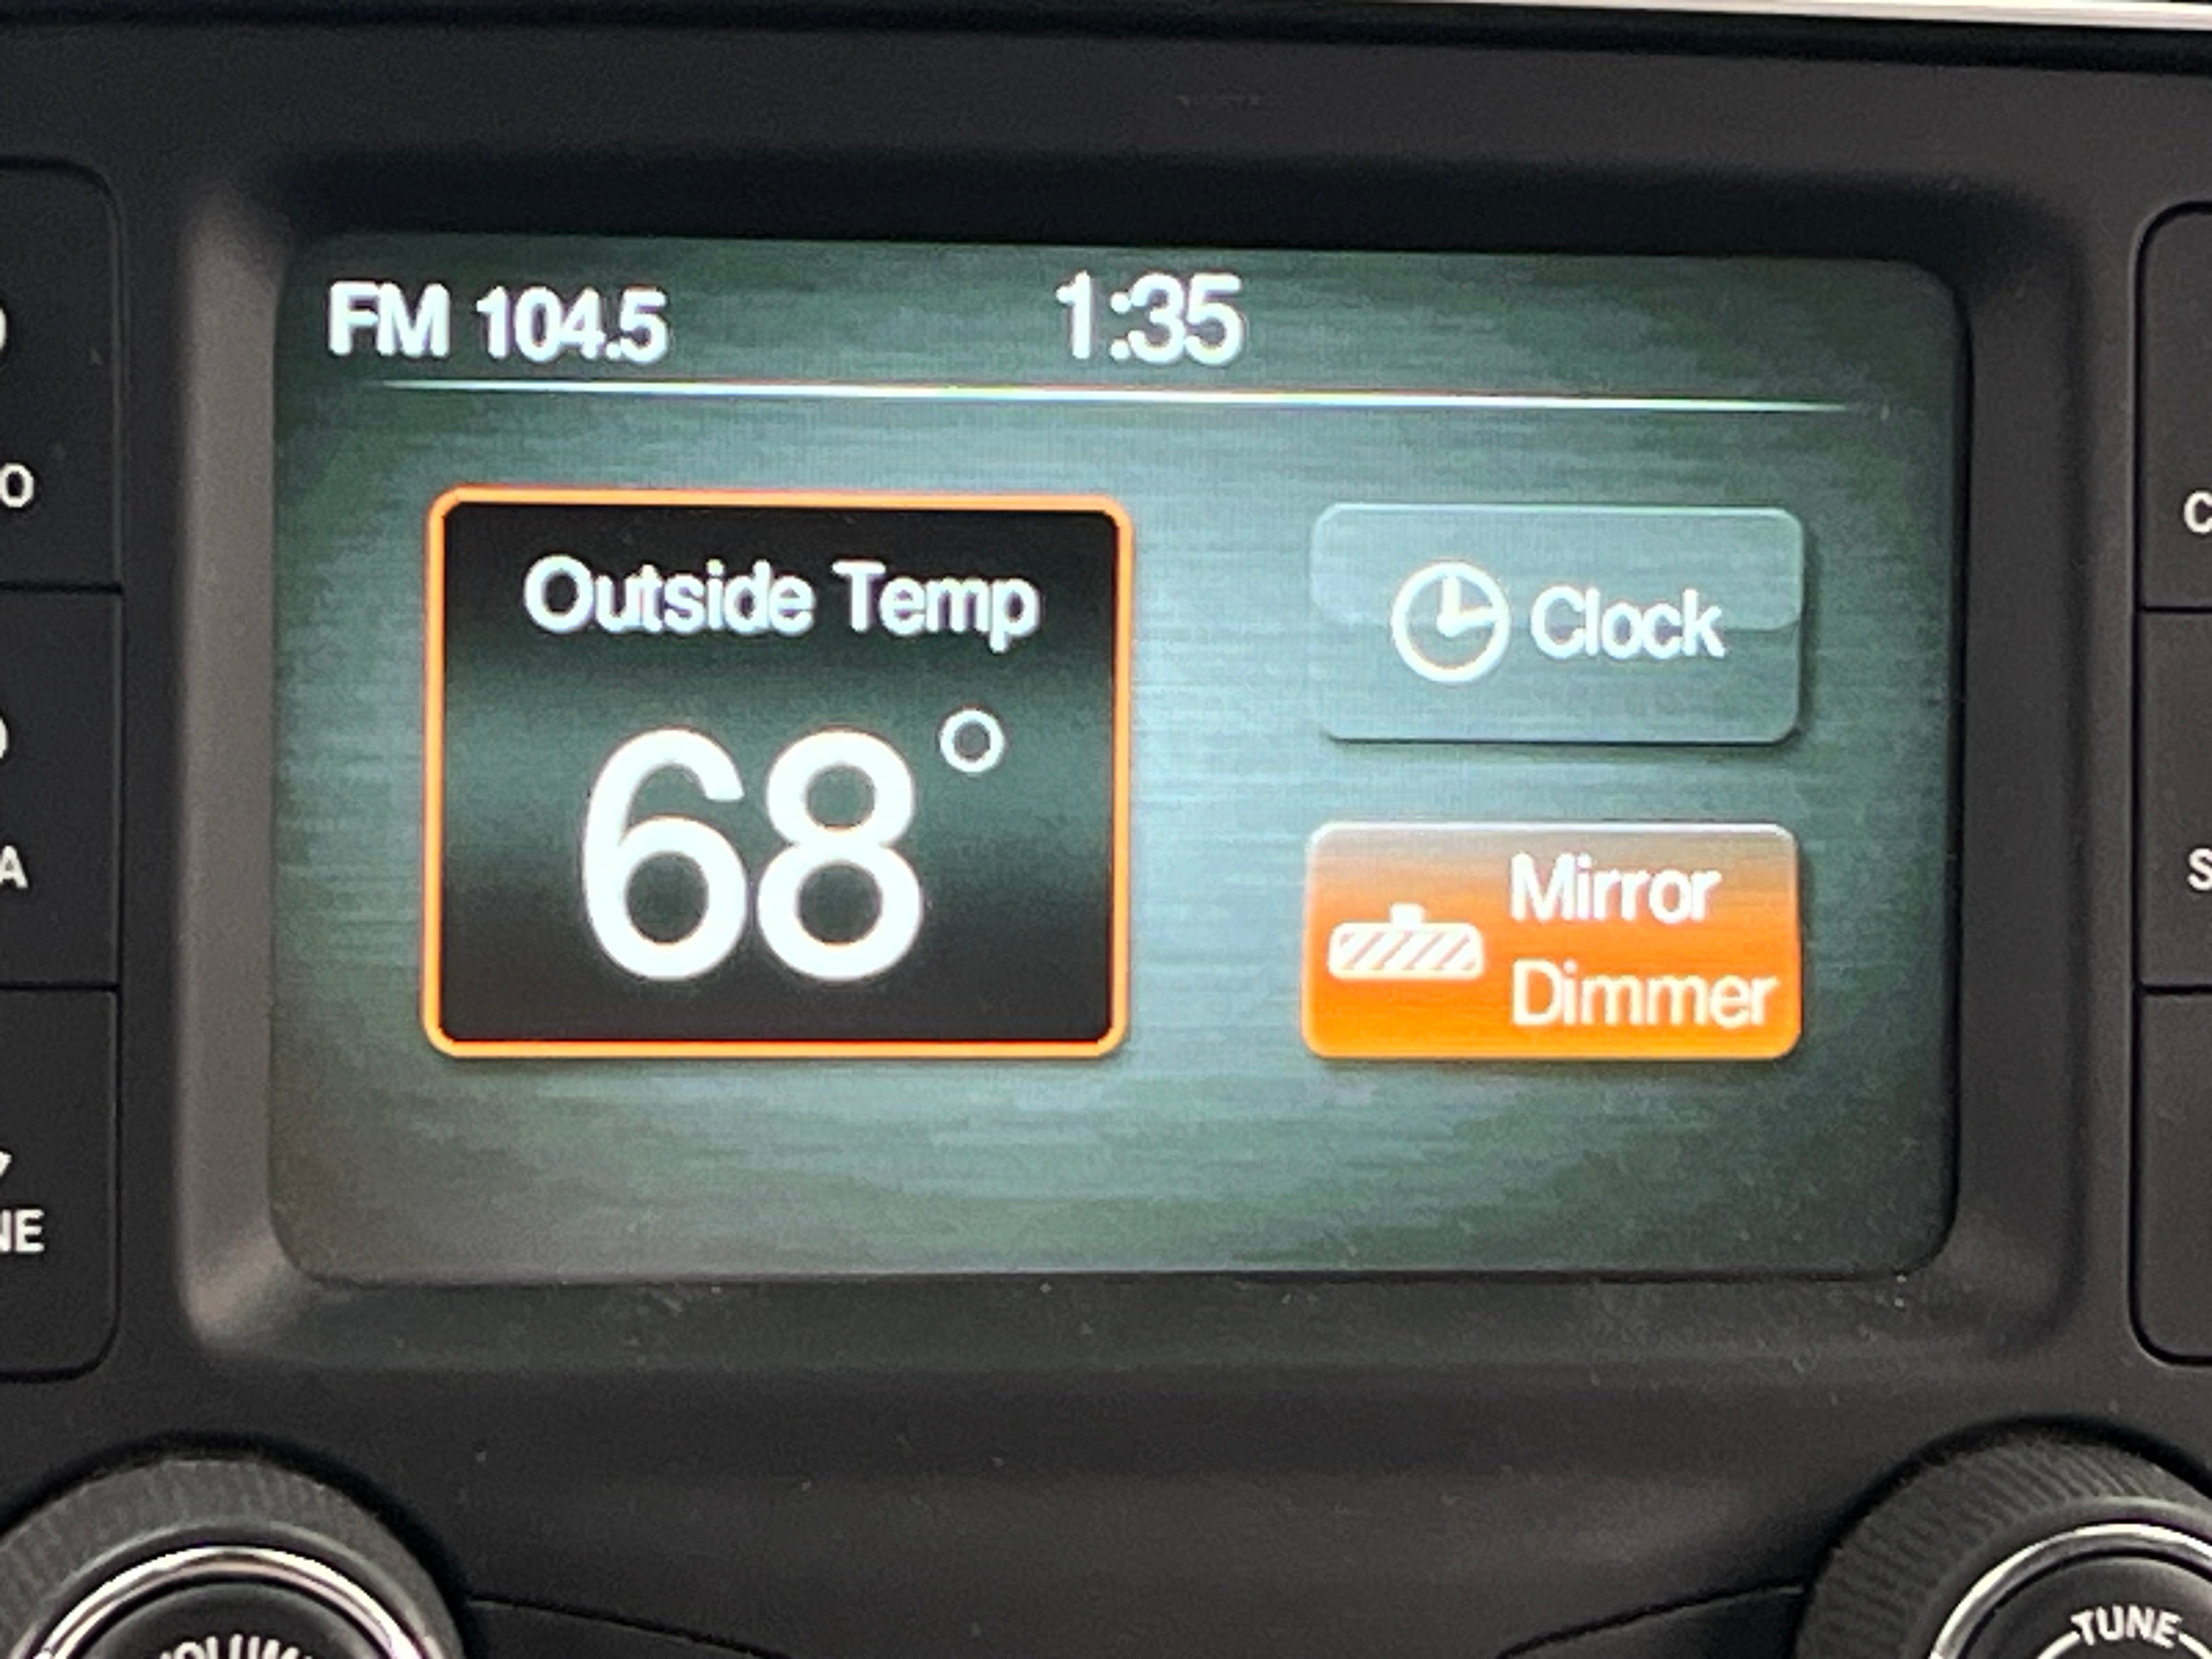 FM 104.5
1:35
Outside Temp
68°
Clock
Mirror
Dimmer
TUNE